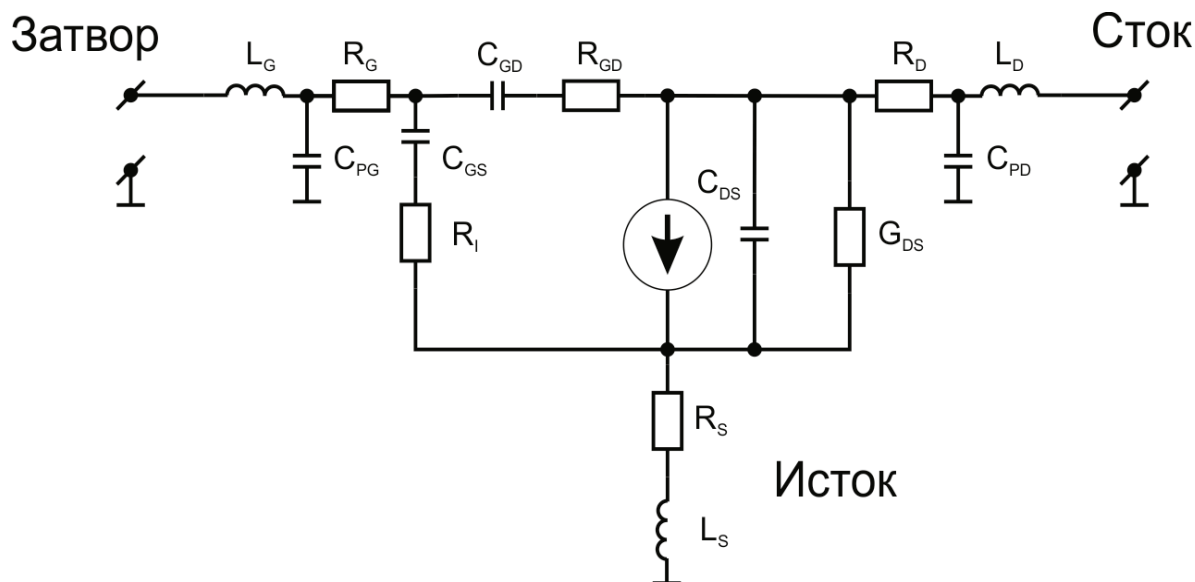 Затвор
Сток
L_G
R_G
C_GD
R_GD
R_D
L_D
C_PG
C_GS
C_DS
C_PD
R_I
G_DS
R_S
Исток
L_S